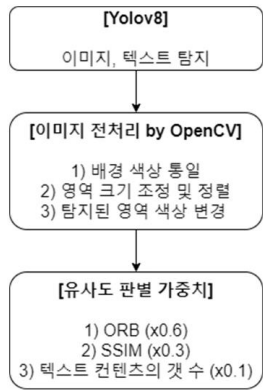 [Yolov8]
이미지, 텍스트 탐지
[이미지 전처리 by OpenCV]
1) 배경 색상 통일
2) 영역 크기 조정 및 정렬
3) 탐지된 영역 색상 변경
[유사도 판별 가중치]
1) ORB (x0.6)
2) SSIM (x0.3)
3) 텍스트 컨텐츠의 갯 수 (x0.1)